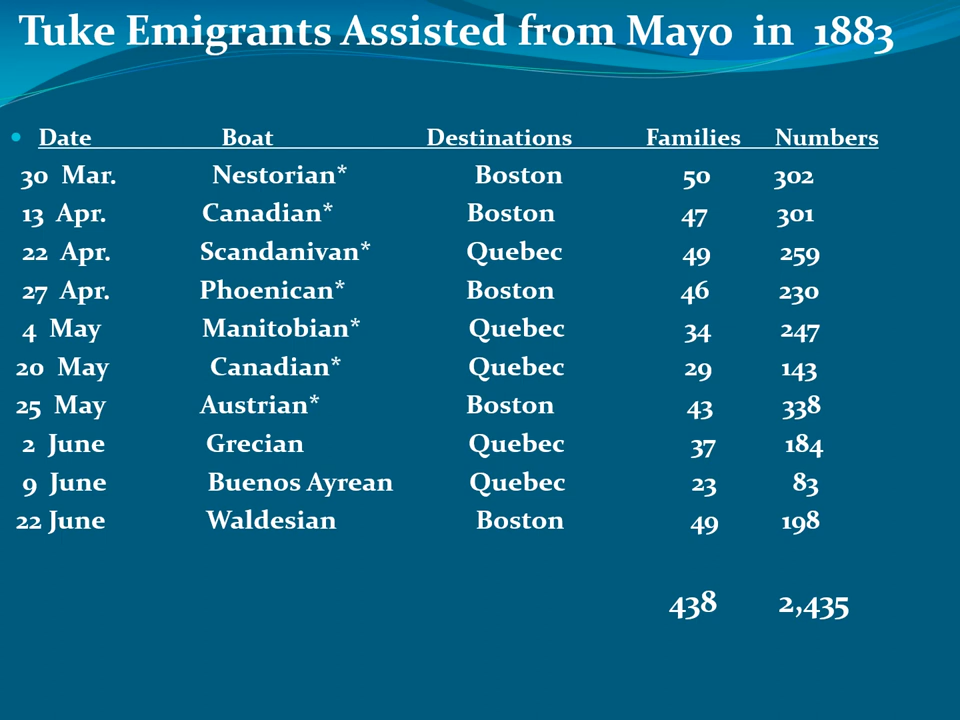 Tuke Emigrants Assisted from Mayo in 1883
• Date Boat Destinations Families Numbers
30 Mar. Nestorian* Boston 50 302
13 Apr. Canadian* Boston 47 301
22 Apr. Scandanivan* Quebec 49 259
27 Apr. Phoenican* Boston 46 230
4 May Manitobian* Quebec 34 247
20 May Canadian* Quebec 29 143
25 May Austrian* Boston 43 338
2 June Grecian Quebec 37 184
9 June Buenos Ayrean Quebec 23 83
22 June Waldesian Boston 49 198
438 2,435